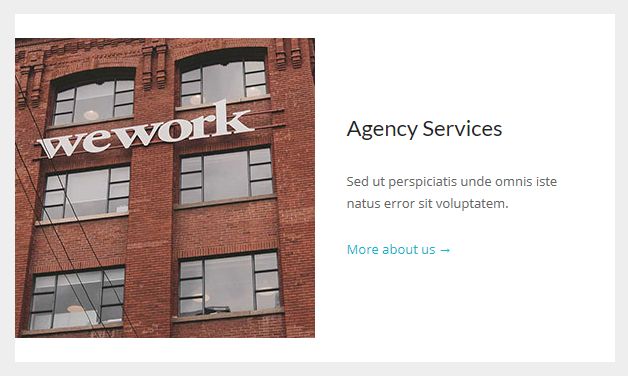 wework
Agency Services
Sed ut perspiciatis unde omnis iste
natus error sit voluptatem.
More about us →